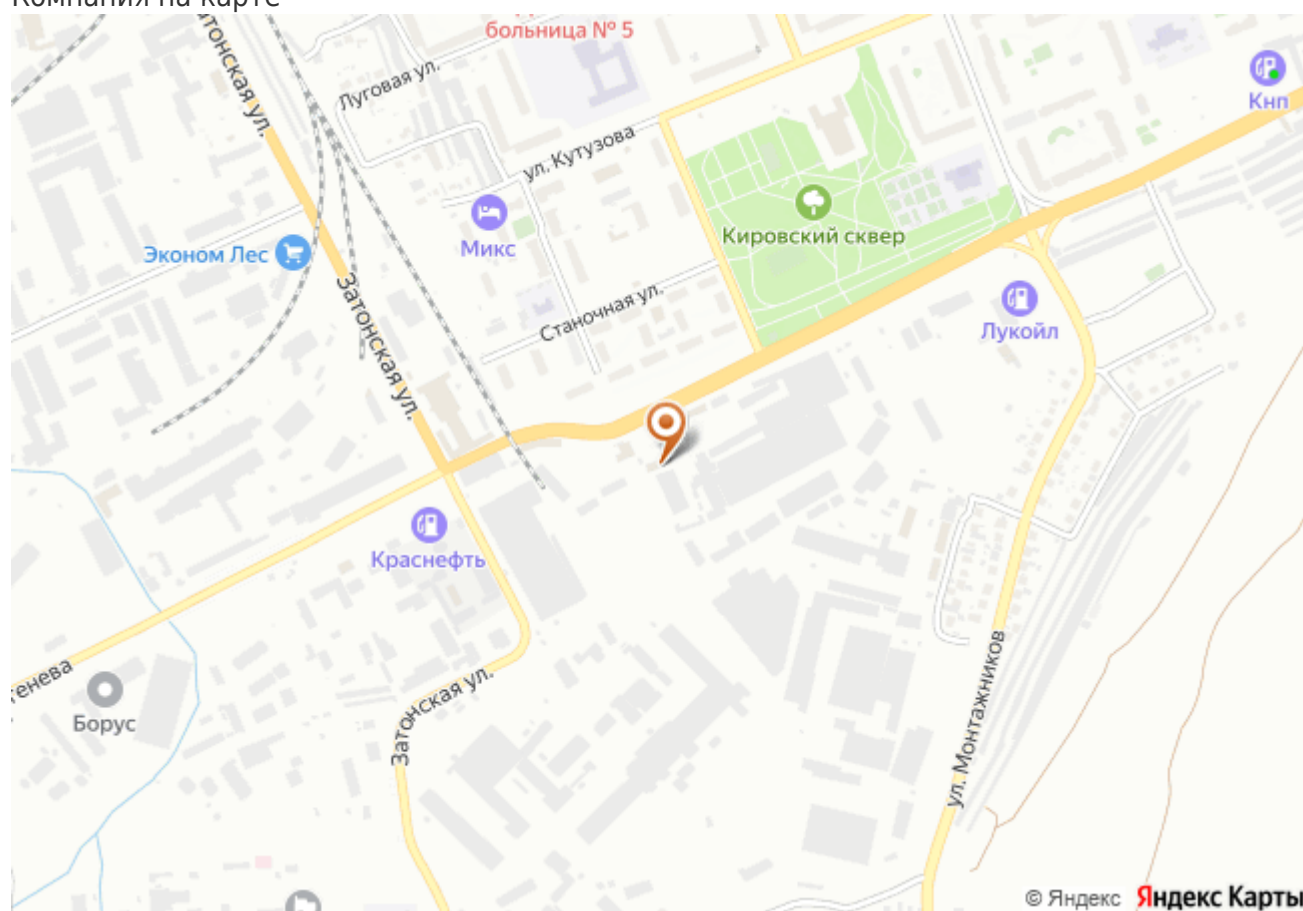 Компания на карте
больница № 5
Затонская ул.
Луговая ул.
Кнп
ул. Кутузова
Микс
Кировский сквер
Эконом Лес
Станочная ул.
Лукойл
Затонская ул.
Краснефть
Борус
Затонская ул.
ул. Монтажников
© Яндекс Яндекс Карты